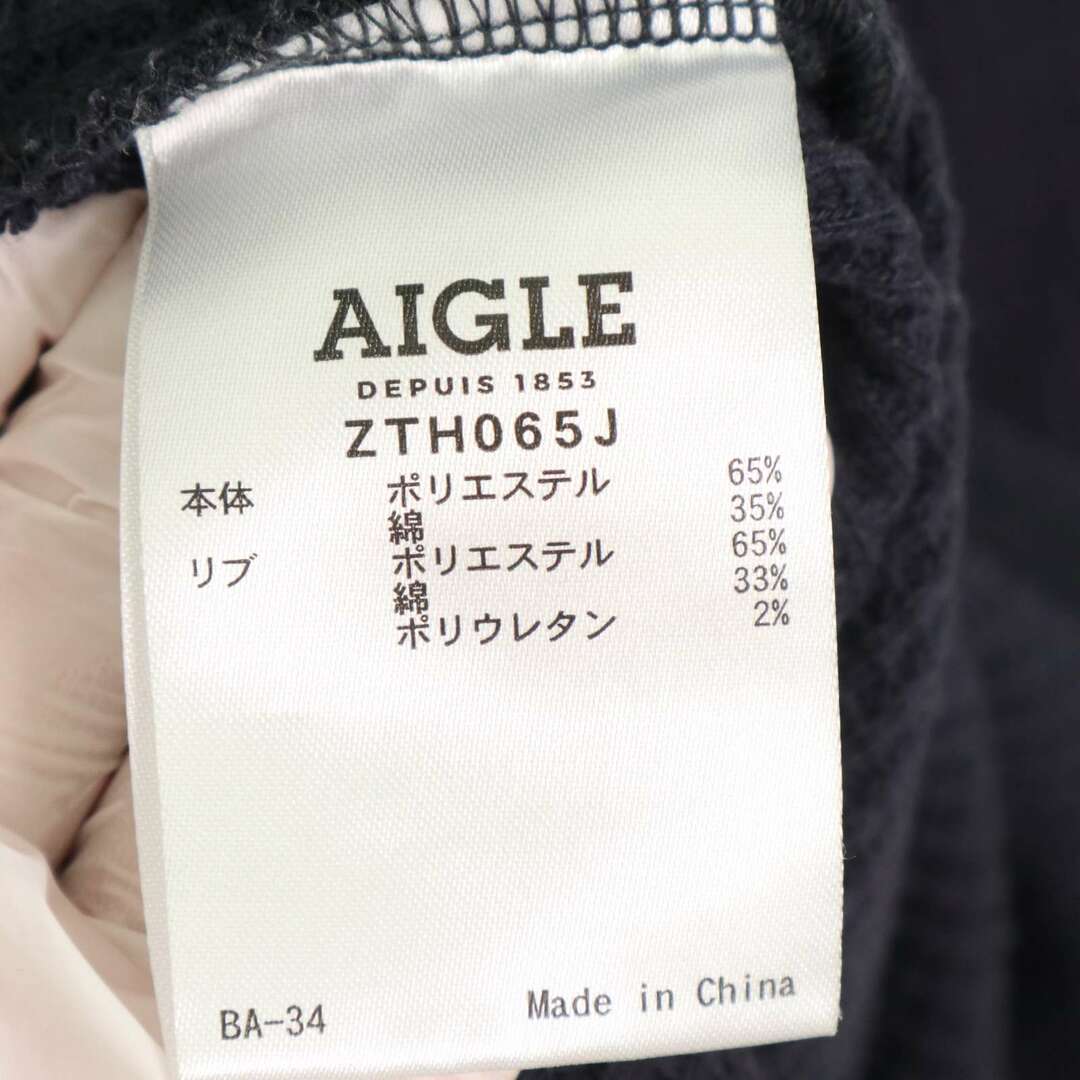 AIGLE
DEPUIS 1853
ZTH065J
本体 ポリエステル 65%
綿 35%
リブ ポリエステル 65%
綿 33%
ポリウレタン 2%
BA-34 Made in China